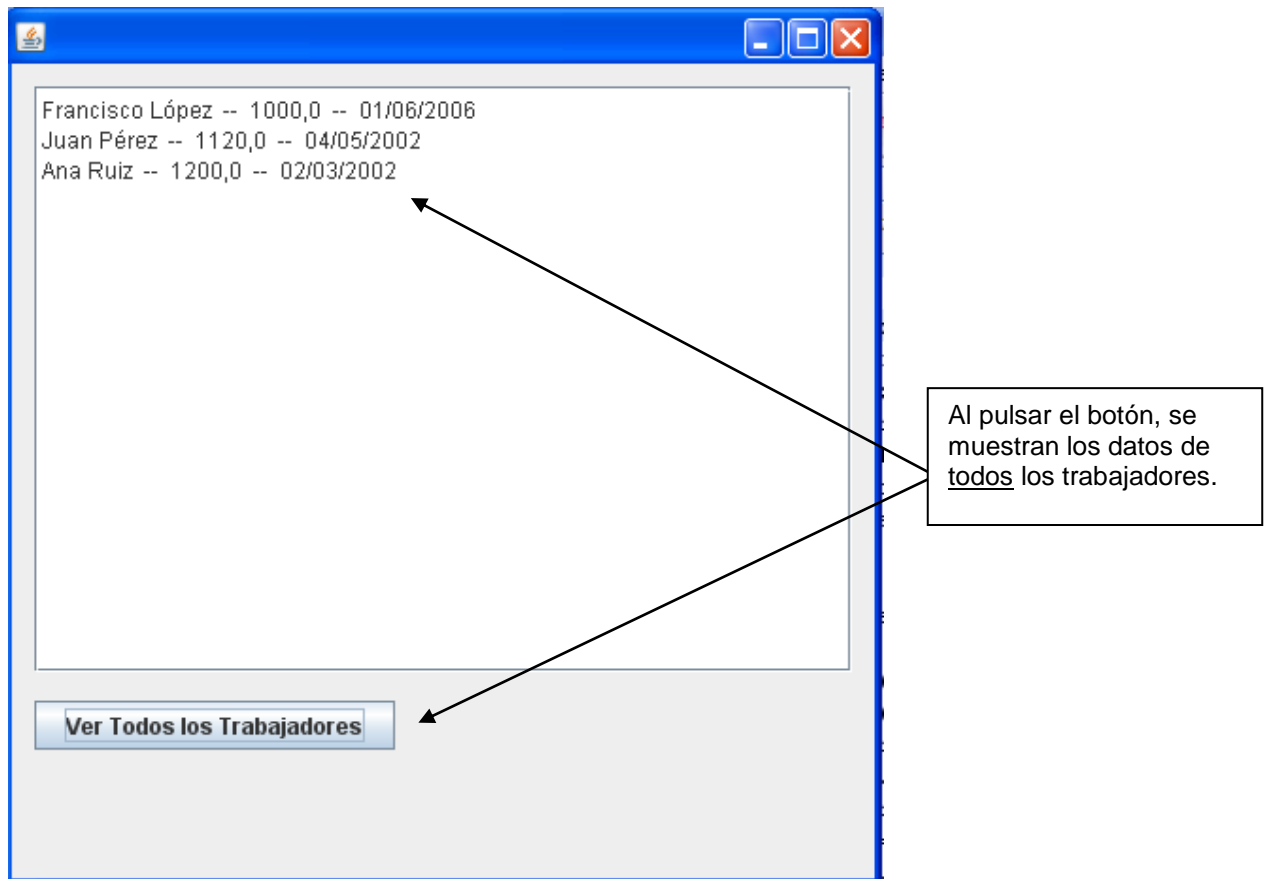 Francisco López -- 1000,0 -- 01/06/2006
Juan Pérez -- 1120,0 -- 04/05/2002
Ana Ruiz -- 1200,0 -- 02/03/2002
Al pulsar el botón, se
muestran los datos de
todos los trabajadores.
Ver Todos los Trabajadores